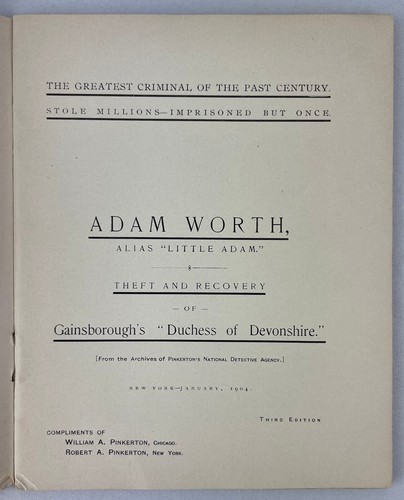 THE GREATEST CRIMINAL OF THE PAST CENTURY.
STOLE MILLIONS—IMPRISONED BUT ONCE.
ADAM WORTH,
ALIAS "LITTLE ADAM."
THEFT AND RECOVERY
— OF —
Gainsborough's "Duchess of Devonshire."
[From the Archives of PINKERTON'S NATIONAL DETECTIVE AGENCY.]
NEW YORK—JANUARY, 1904.
THIRD EDITION
COMPLIMENTS OF
WILLIAM A. PINKERTON, CHICAGO.
ROBERT A. PINKERTON, NEW YORK.